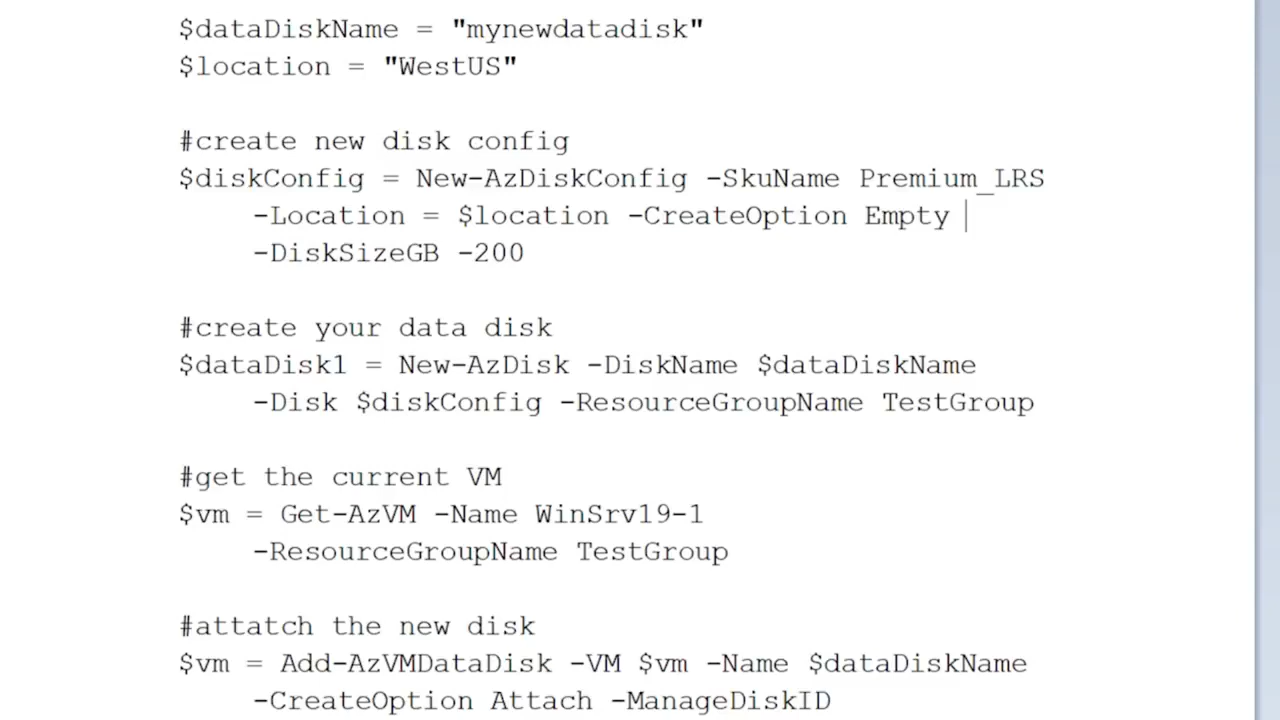 $dataDiskName = "mynewdatadisk"
$location = "WestUS"
#create new disk config
$diskConfig = New-AzDiskConfig -SkuName Premium_LRS
-Location = $location -CreateOption Empty
-DiskSizeGB -200
#create your data disk
$dataDisk1 = New-AzDisk -DiskName $dataDiskName
-Disk $diskConfig -ResourceGroupName TestGroup
#get the current VM
$vm = Get-AzVM -Name WinSrv19-1
-ResourceGroupName TestGroup
#attatch the new disk
$vm = Add-AzVMDataDisk -VM $vm -Name $dataDiskName
-CreateOption Attach -ManageDiskID